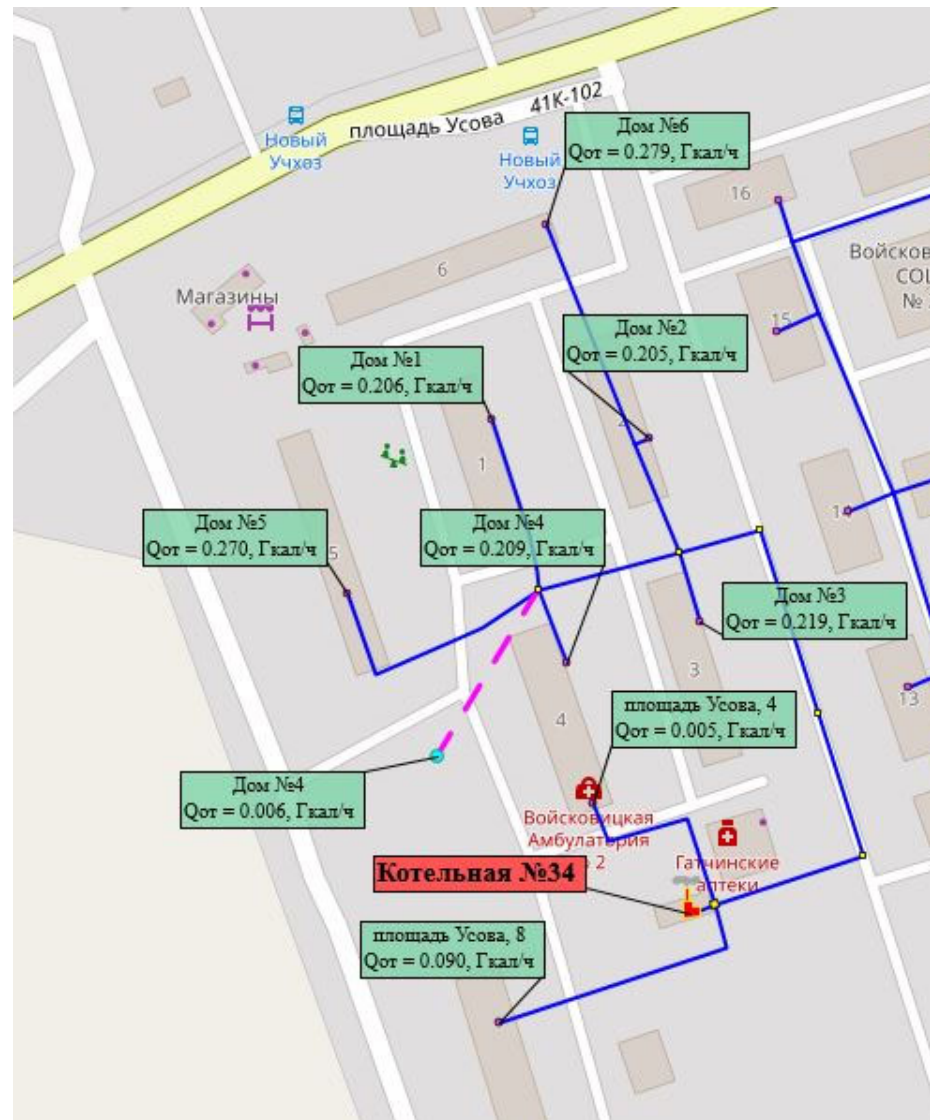 площадь Усова
41К-102
Новый
Учхоз
Новый
Учхоз
Дом №6
Qот = 0.279, Гкал/ч
16
6
Войсков
СОШ
№
Магазины
Дом №2
Qот = 0.205, Гкал/ч
15
Дом №1
Qот = 0.206, Гкал/ч
2
1
Дом №5
Qот = 0.270, Гкал/ч
Дом №4
Qот = 0.209, Гкал/ч
14
5
Дом №3
Qот = 0.219, Гкал/ч
3
13
площадь Усова, 4
Qот = 0.005, Гкал/ч
4
Дом №4
Qот = 0.006, Гкал/ч
Войсковицкая
Амбулатория
2
Гатчинские
аптеки
Котельная №34
площадь Усова, 8
Qот = 0.090, Гкал/ч